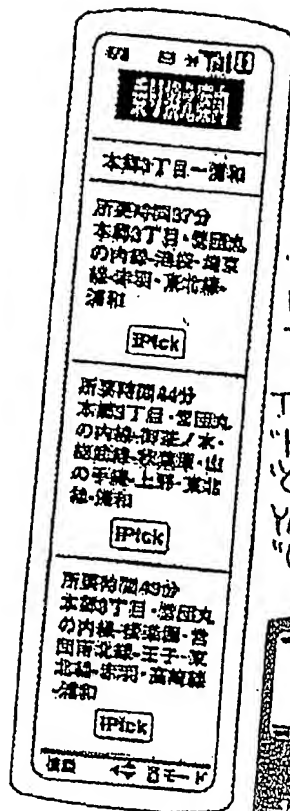 乗り換え案内
本郷3丁目ー浦和
所要時間37分
本郷3丁目・営団丸
の内線-池袋-埼京
線-赤羽・東北線-
浦和
iPick
所要時間44分
本郷3丁目・営団丸
の内線-御茶ノ水・
総武線-秋葉原・山
の手線-上野・東北
線-浦和
iPick
所要時間49分
本郷3丁目・営団丸
の内線-後楽園・営
団南北線-王子-東
北線-赤羽・高崎線
-浦和
iPick